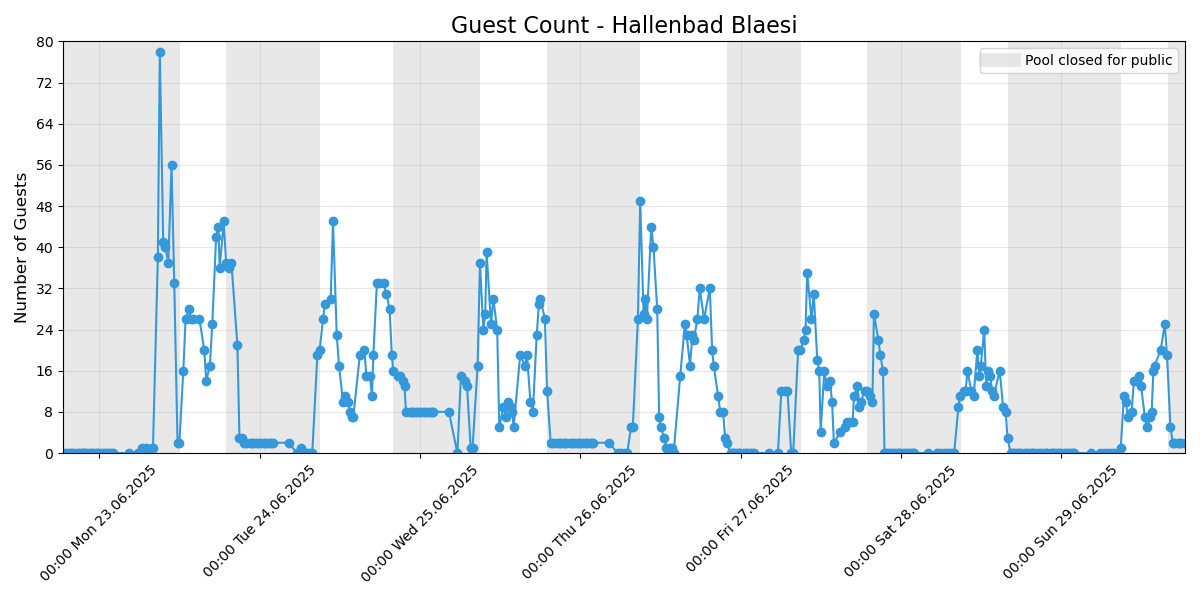 Guest Count - Hallenbad Blaesi
Pool closed for public
Number of Guests
80
72
64
56
48
40
32
24
16
8
0
00:00 Mon 23.06.2025
00:00 Tue 24.06.2025
00:00 Wed 25.06.2025
00:00 Thu 26.06.2025
00:00 Fri 27.06.2025
00:00 Sat 28.06.2025
00:00 Sun 29.06.2025